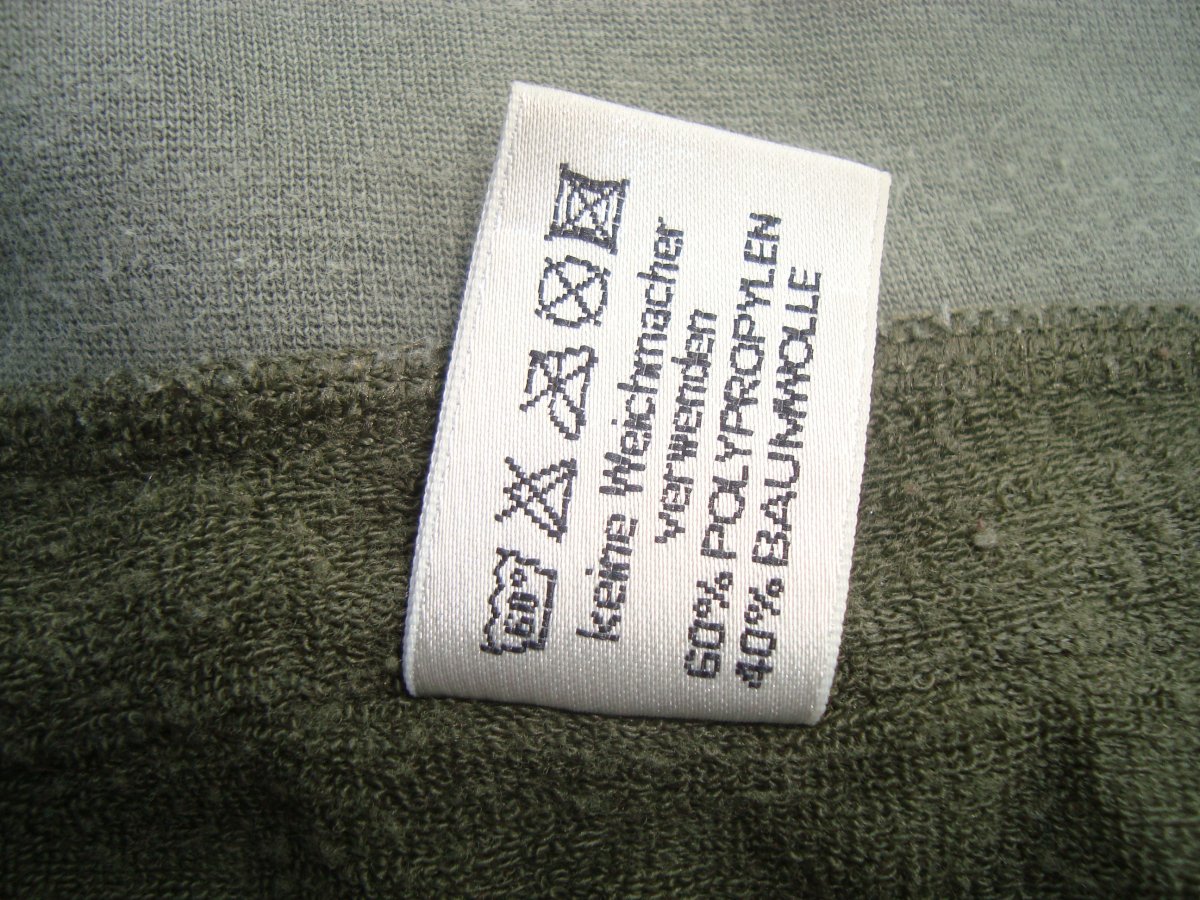 60°
keine Weichmacher
verwenden
60% POLYPROPYLEN
40% BAUMWOLLE